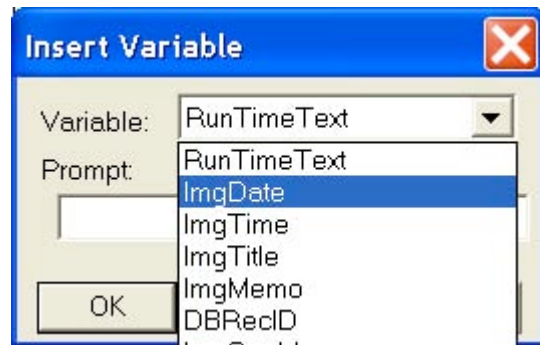 Insert Variable
Variable: RunTimeText
Prompt: RunTimeText
ImgDate
ImgTime
ImgTitle
ImgMemo
OK
DBRecID